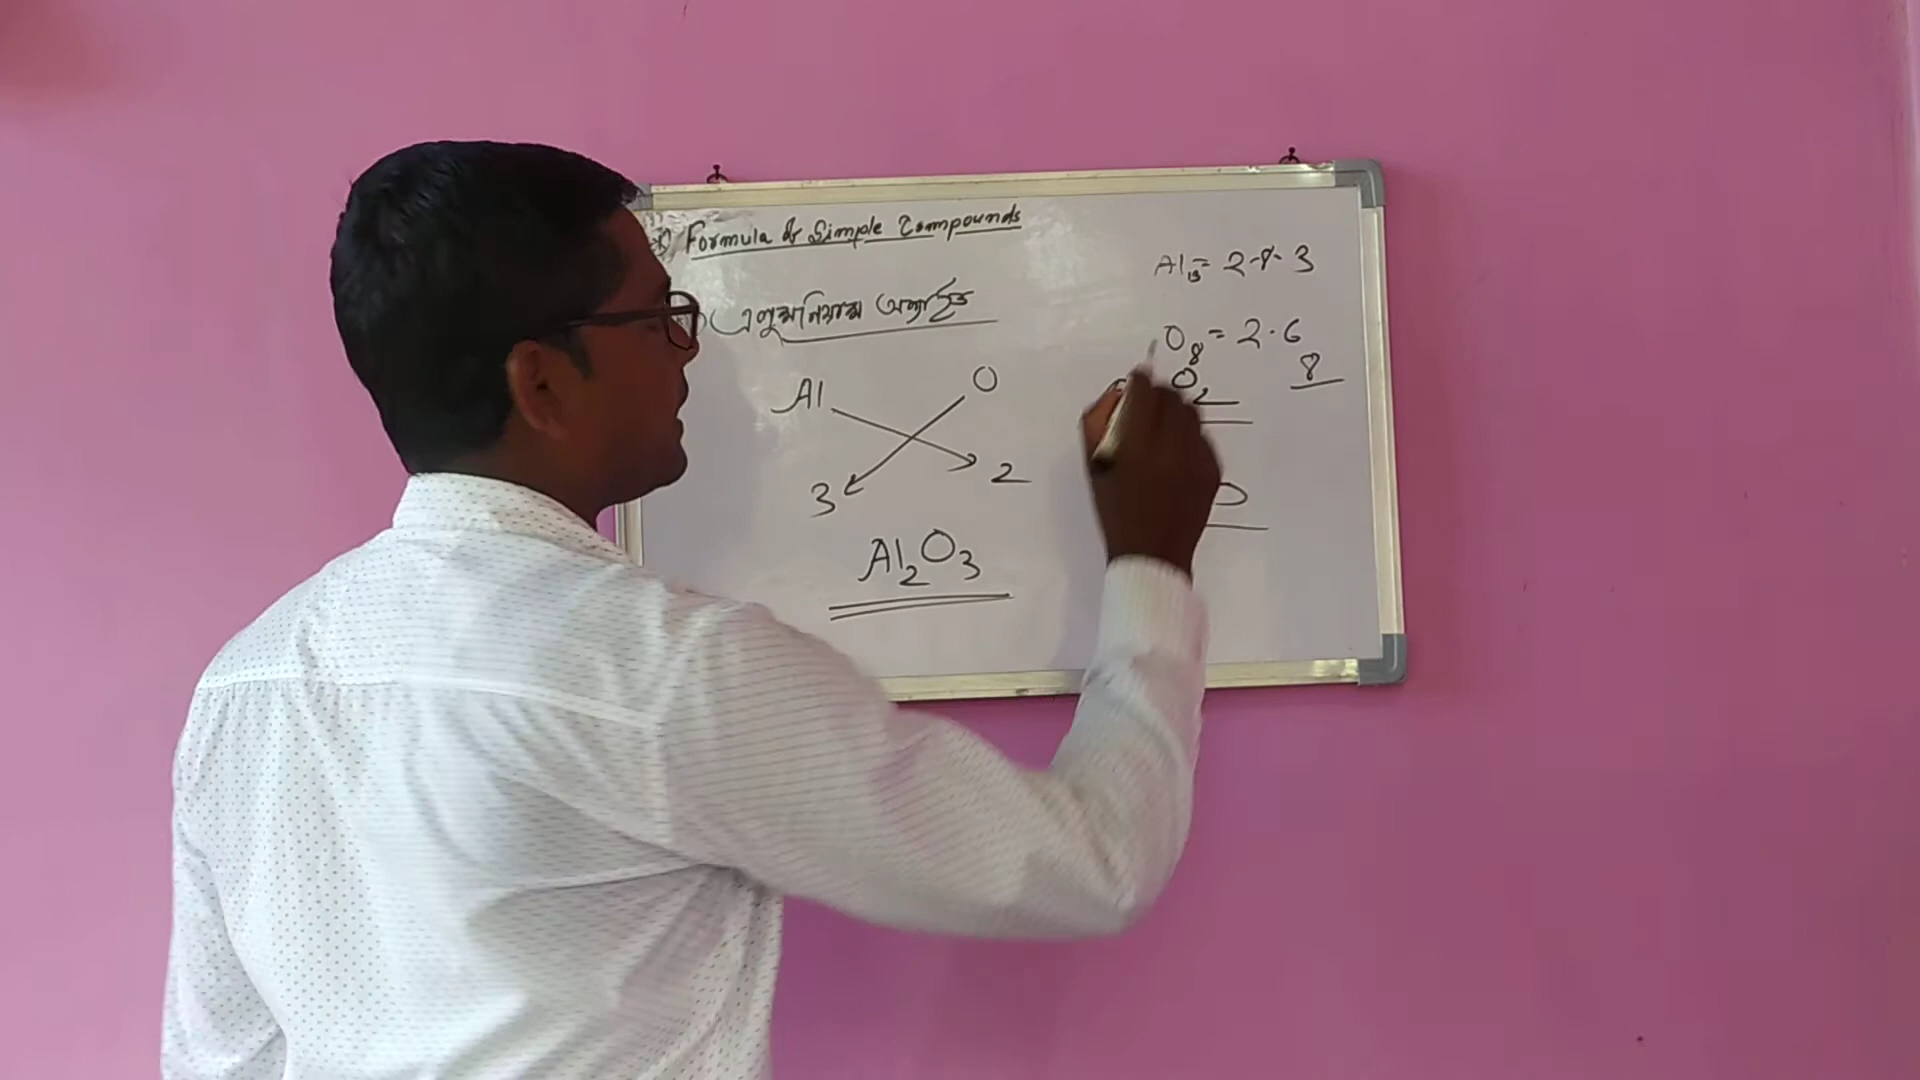 Formula of Simple Compounds
এলুমিনিয়াম অক্সাইড
Al O
3 2
Al2O3
Al13 = 2-8-3
O8 = 2·6
8
O2